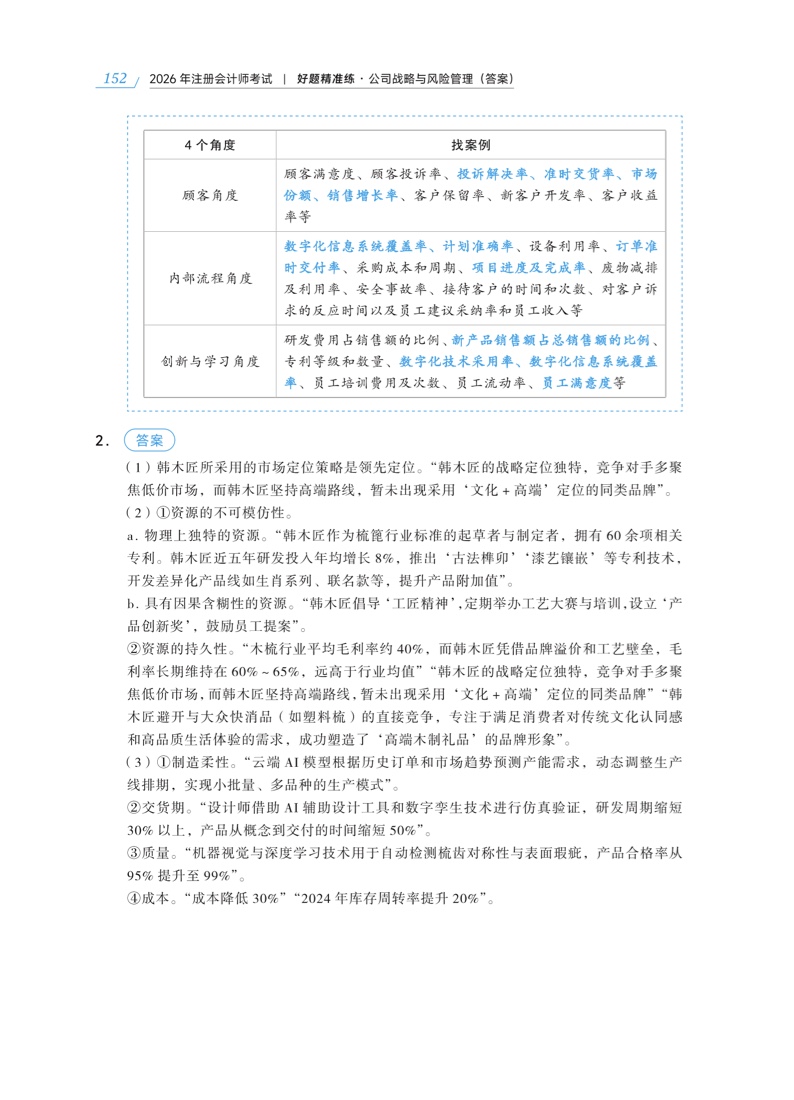 152 2026 年注册会计师考试 | 好题精准练·公司战略与风险管理（答案）
4 个角度 找案例
顾客角度
顾客满意度、顾客投诉率、投诉解决率、准时交货率、市场
份额、销售增长率、客户保留率、新客户开发率、客户收益
率等
内部流程角度
数字化信息系统覆盖率、计划准确率、设备利用率、订单准
时交付率、采购成本和周期、项目进度及完成率、废物减排
及利用率、安全事故率、接待客户的时间和次数、对客户诉
求的反应时间以及员工建议采纳率和员工收入等
创新与学习角度
研发费用占销售额的比例、新产品销售额占总销售额的比例、
专利等级和数量、数字化技术采用率、数字化信息系统覆盖
率、员工培训费用及次数、员工流动率、员工满意度等
2. 答案
（1）韩木匠所采用的市场定位策略是领先定位。“韩木匠的战略定位独特，竞争对手多聚
焦低价市场，而韩木匠坚持高端路线，暂未出现采用‘文化 + 高端’定位的同类品牌”。
（2）①资源的不可模仿性。
a. 物理上独特的资源。“韩木匠作为梳篦行业标准的起草者与制定者，拥有 60 余项相关
专利。韩木匠近五年研发投入年均增长 8%，推出‘古法榫卯’‘漆艺镶嵌’等专利技术，
开发差异化产品线如生肖系列、联名款等，提升产品附加值”。
b. 具有因果含糊性的资源。“韩木匠倡导‘工匠精神’，定期举办工艺大赛与培训，设立‘产
品创新奖’，鼓励员工提案”。
②资源的持久性。“木梳行业平均毛利率约 40%，而韩木匠凭借品牌溢价和工艺壁垒，毛
利率长期维持在 60% ~ 65%，远高于行业均值”“韩木匠的战略定位独特，竞争对手多聚
焦低价市场，而韩木匠坚持高端路线，暂未出现采用‘文化 + 高端’定位的同类品牌”“韩
木匠避开与大众快消品（如塑料梳）的直接竞争，专注于满足消费者对传统文化认同感
和高品质生活体验的需求，成功塑造了‘高端木制礼品’的品牌形象”。
（3）①制造柔性。“云端 AI 模型根据历史订单和市场趋势预测产能需求，动态调整生产
线排期，实现小批量、多品种的生产模式”。
②交货期。“设计师借助 AI 辅助设计工具和数字孪生技术进行仿真验证，研发周期缩短
30% 以上，产品从概念到交付的时间缩短 50%”。
③质量。“机器视觉与深度学习技术用于自动检测梳齿对称性与表面瑕疵，产品合格率从
95% 提升至 99%”。
④成本。“成本降低 30%”“2024 年库存周转率提升 20%”。